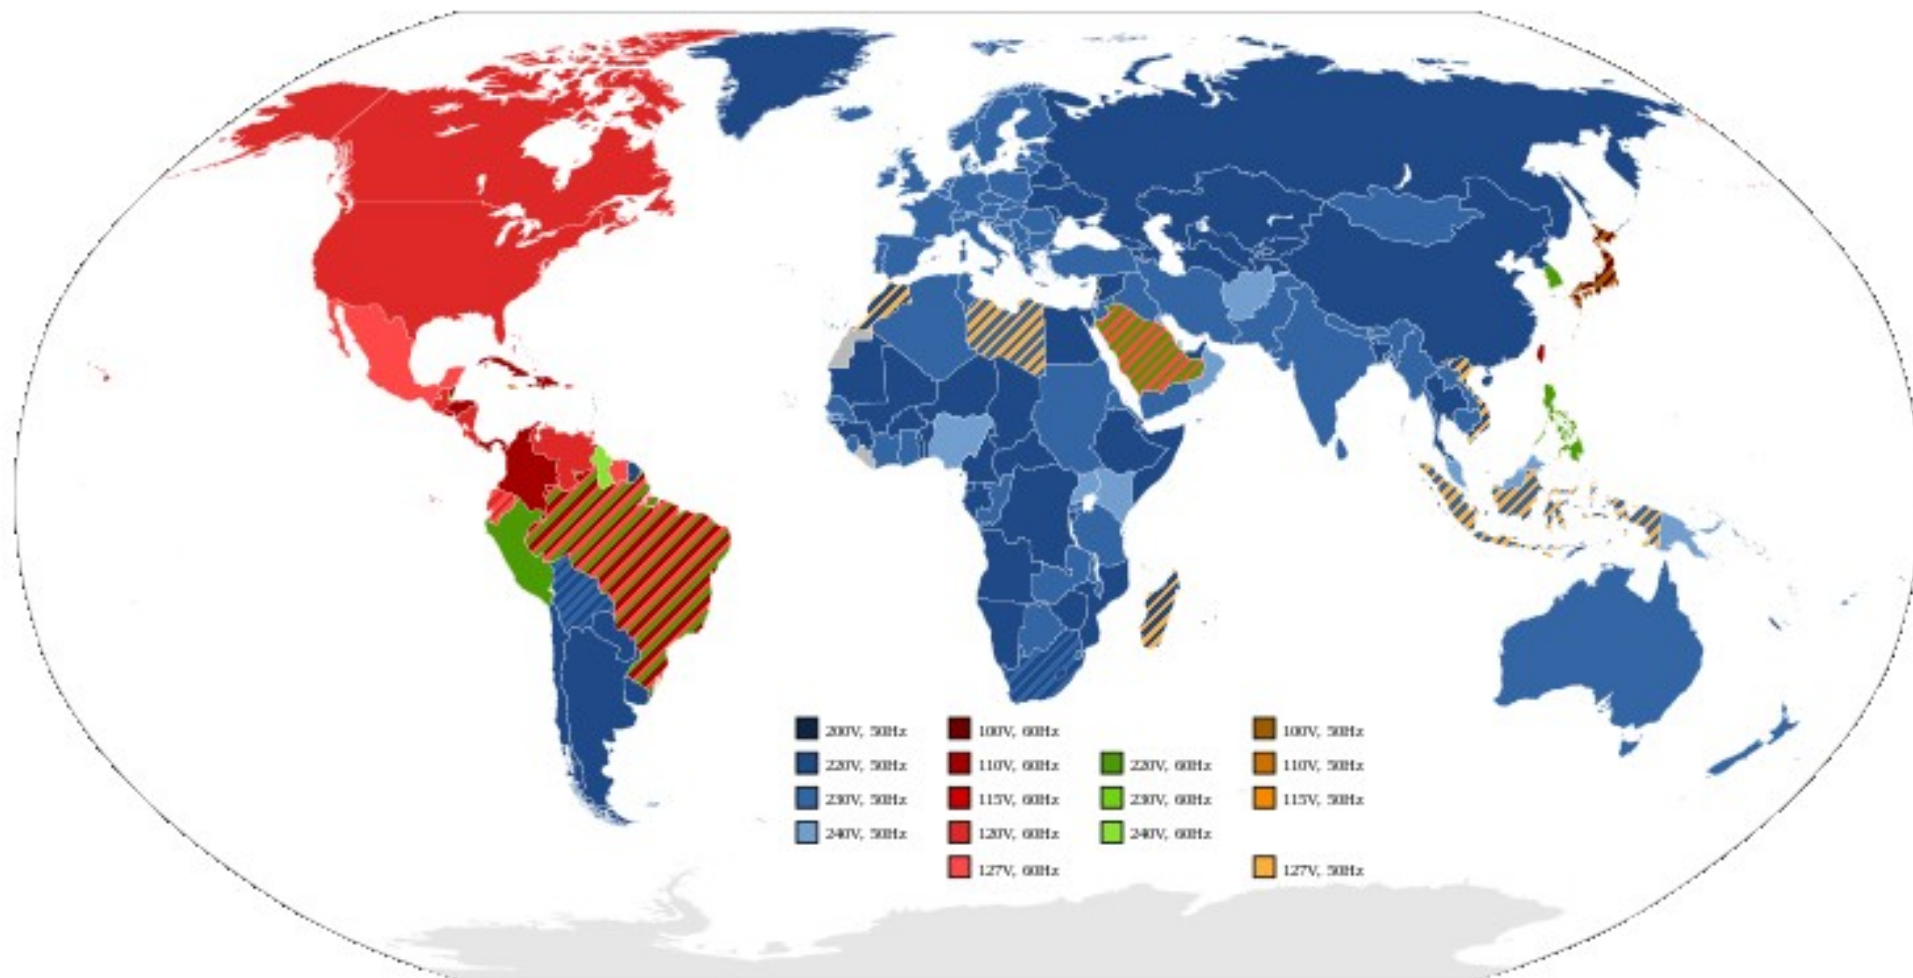 200V, 50Hz
220V, 50Hz
230V, 50Hz
240V, 50Hz
100V, 60Hz
110V, 60Hz
115V, 60Hz
120V, 60Hz
127V, 60Hz
220V, 60Hz
230V, 60Hz
240V, 60Hz
100V, 50Hz
110V, 50Hz
115V, 50Hz
127V, 50Hz